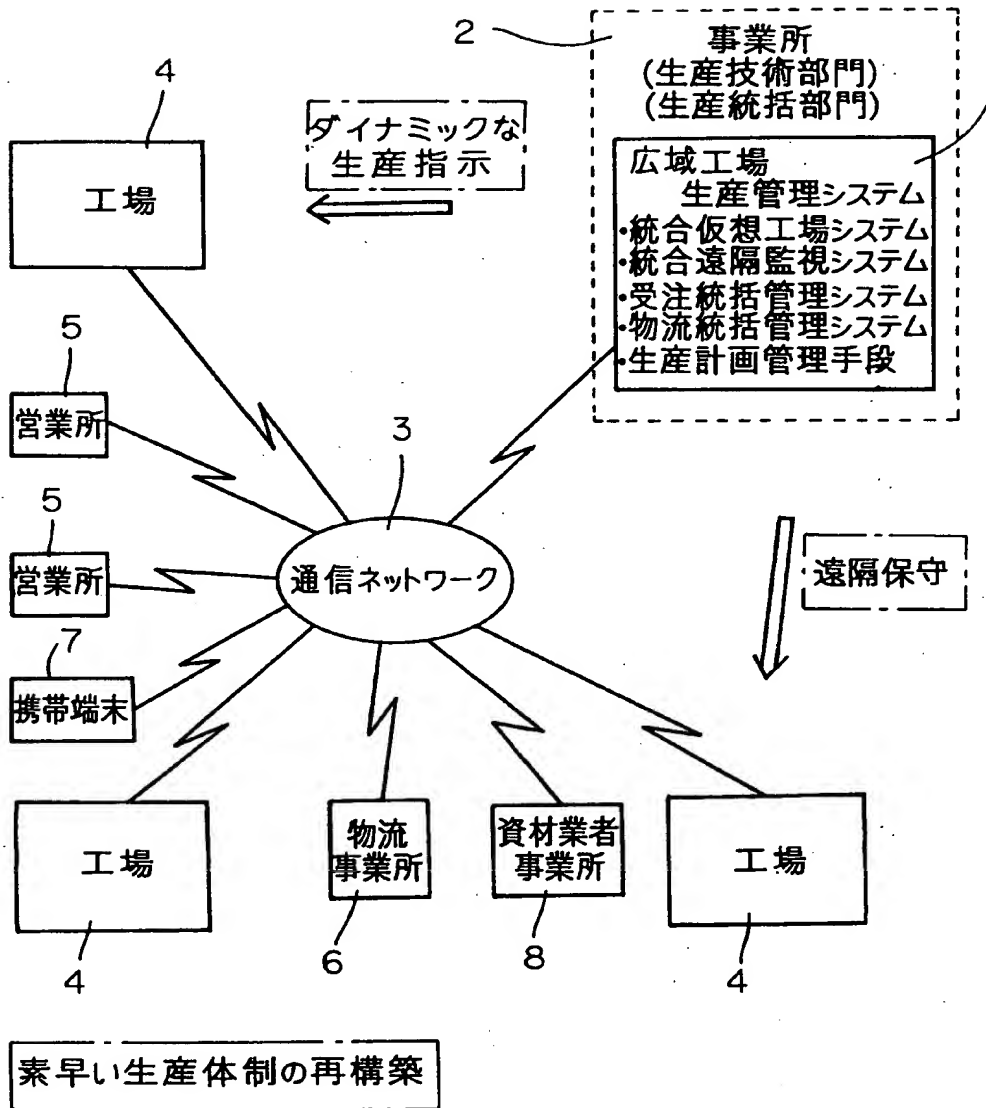 2
事業所
(生産技術部門)
(生産統括部門)
広域工場
生産管理システム
・統合仮想工場システム
・統合遠隔監視システム
・受注統括管理システム
・物流統括管理システム
・生産計画管理手段
4
工場
ダイナミックな
生産指示
5
営業所
5
営業所
3
通信ネットワーク
遠隔保守
7
携帯端末
工場
4
物流
事業所
6
資材業者
事業所
8
工場
4
素早い生産体制の再構築